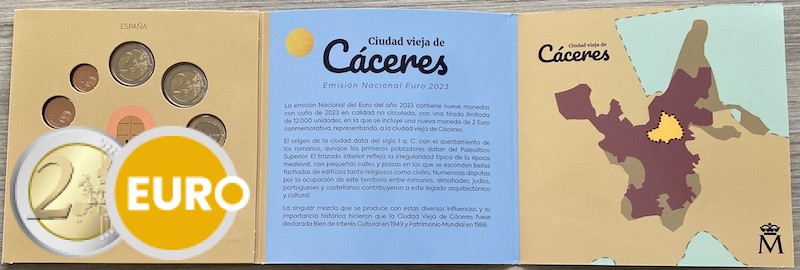 ESPAÑA
2
EURO
Ciudad vieja de
Cáceres
Emisión Nacional Euro 2023
La emisión Nacional del Euro del año 2023 contiene nueve monedas
con cuño de 2023 en calidad no circulada, con una tirada limitada
de 12.000 unidades, en la que se incluye una nueva moneda de 2 Euro
conmemorativa, representando, a la ciudad vieja de Cáceres.
El origen de la ciudad data del siglo I a. C. con el asentamiento de
los romanos, aunque los primeros pobladores datan del Paleolítico
Superior. El trazado interior refleja la irregularidad típica de la época
medieval, con pequeñas calles y plazas en las que se esconden bellas
fachadas de edificios tanto religiosos como civiles. Numerosas disputas
por la ocupación de este territorio entre romanos, almohades, judíos,
portugueses y castellanos contribuyeron a este legado arquitectónico
y cultural.
La singular mezcla que se produce con estas diversas influencias y su
importancia histórica hicieron que la Ciudad Vieja de Cáceres fuese
declarada Bien de Interés Cultural en 1949 y Patrimonio Mundial en 1986.
Ciudad vieja de
Cáceres
M